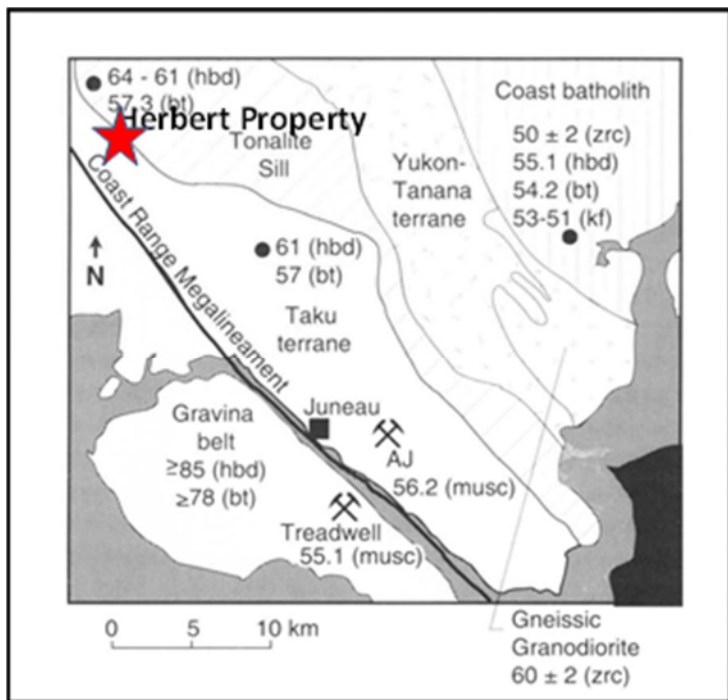 64 - 61 (hbd)
57.3 (bt)
Herbert Property
Tonalite
Sill
Coast batholith
50 ± 2 (zrc)
55.1 (hbd)
54.2 (bt)
53-51 (kf)
Yukon-
Tanana
terrane
Coast Range Megalineament
N
61 (hbd)
57 (bt)
Taku
terrane
Juneau
Gravina
belt
≥85 (hbd)
≥78 (bt)
AJ
56.2 (musc)
Treadwell
55.1 (musc)
0 5 10 km
Gneissic
Granodiorite
60 ± 2 (zrc)